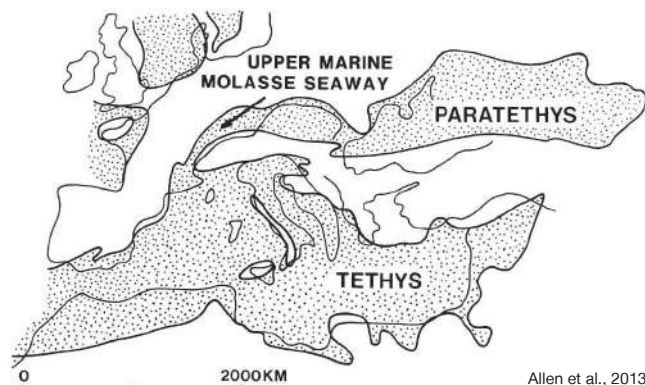 UPPER MARINE
MOLASSE SEAWAY
PARATETHYS
TETHYS
0 2000KM
Allen et al., 2013